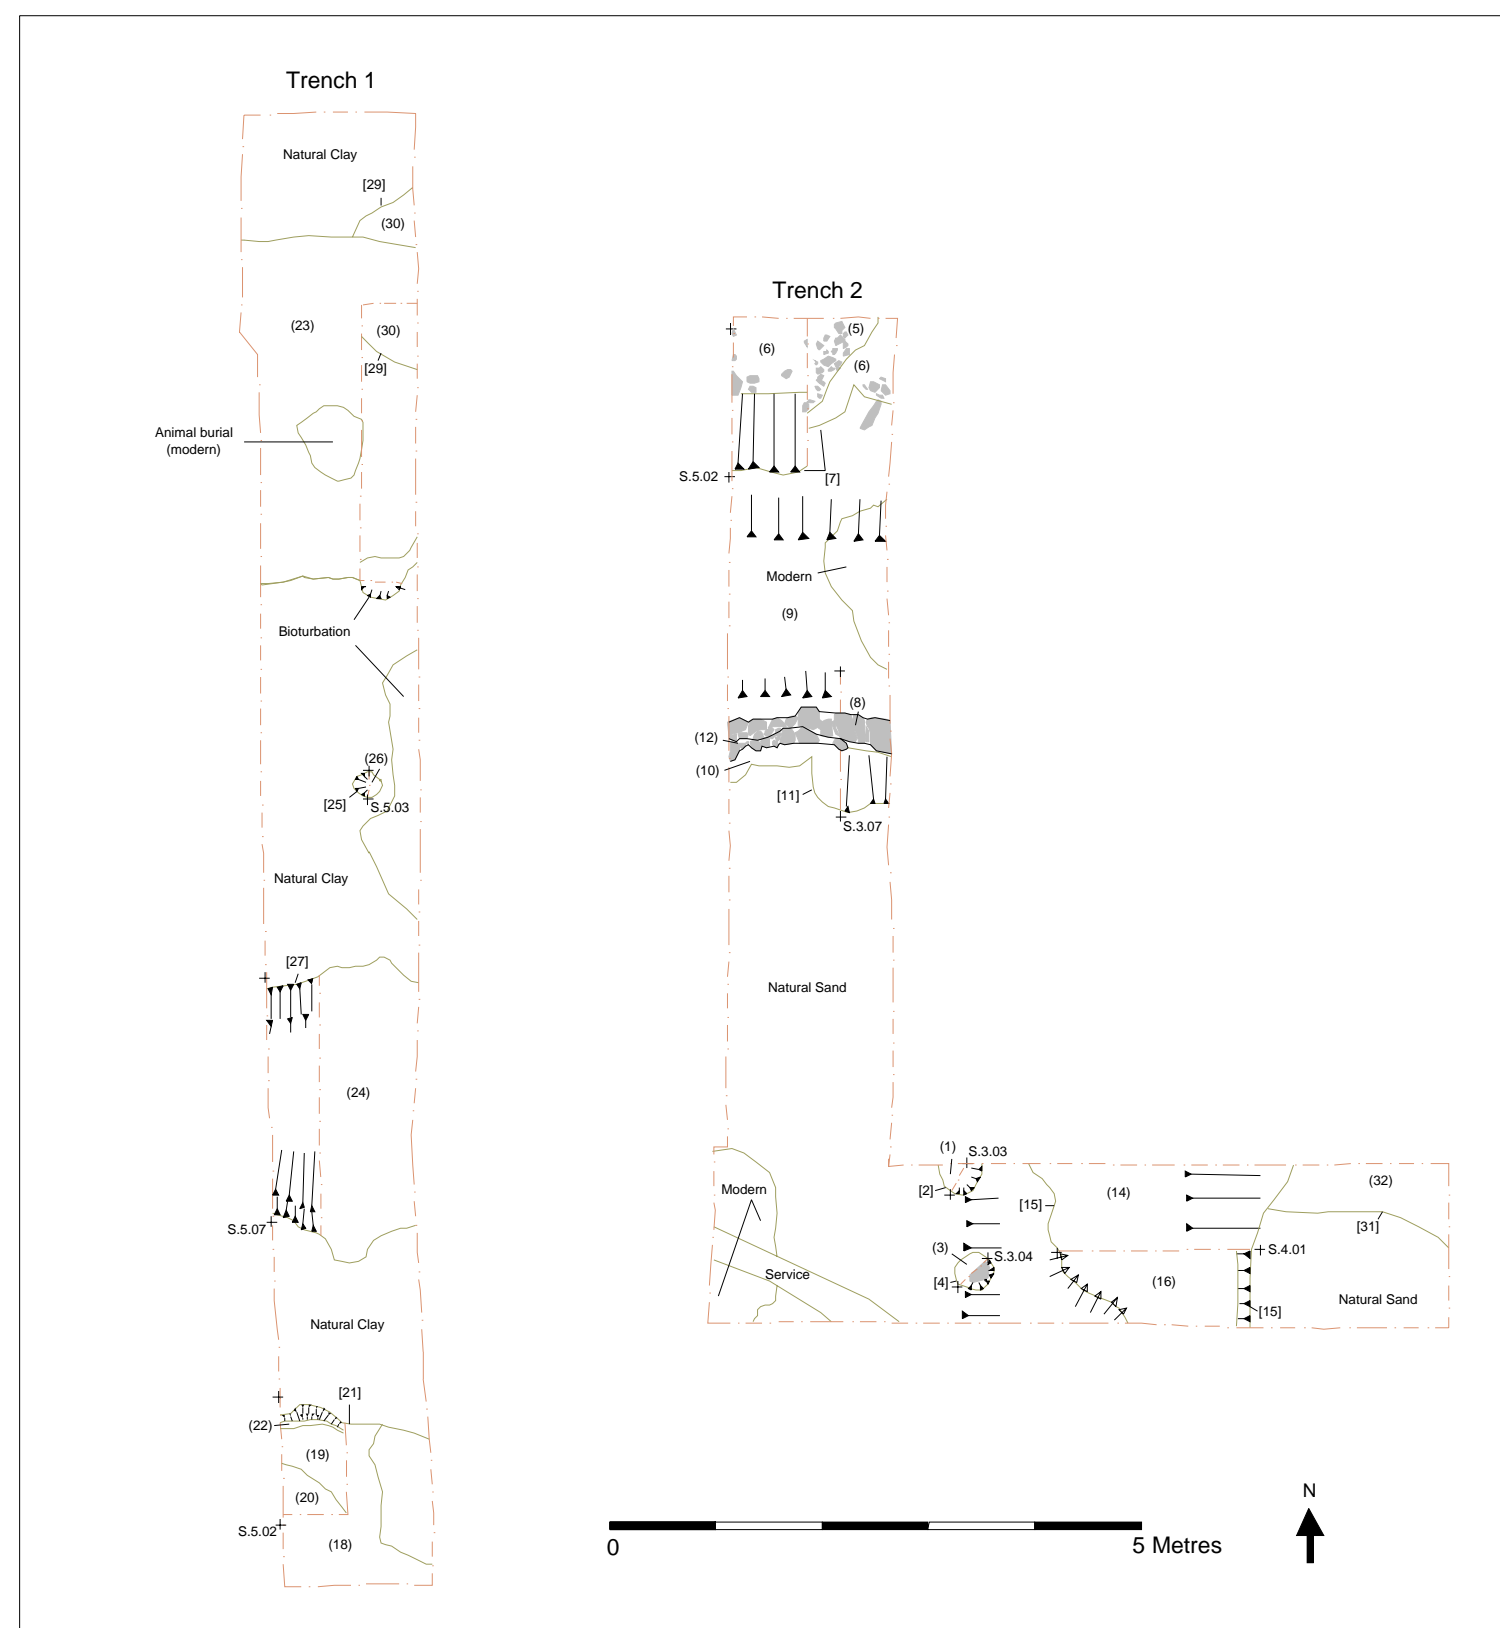 Trench 1
Natural Clay
[29]
(30)
(23)
(30)
[29]
Animal burial
(modern)
Bioturbation
(26)
[25]
S.5.03
Natural Clay
[27]
(24)
S.5.07
Natural Clay
[21]
(22)
(19)
(20)
S.5.02
(18)
Trench 2
(5)
(6)
(6)
S.5.02
[7]
Modern
(9)
(8)
(12)
(10)
[11]
S.3.07
Natural Sand
(1)
S.3.03
[2]
Modern
[15]
(14)
(32)
[31]
(3)
S.3.04
S.4.01
[4]
Service
(16)
Natural Sand
[15]
N
0
5 Metres